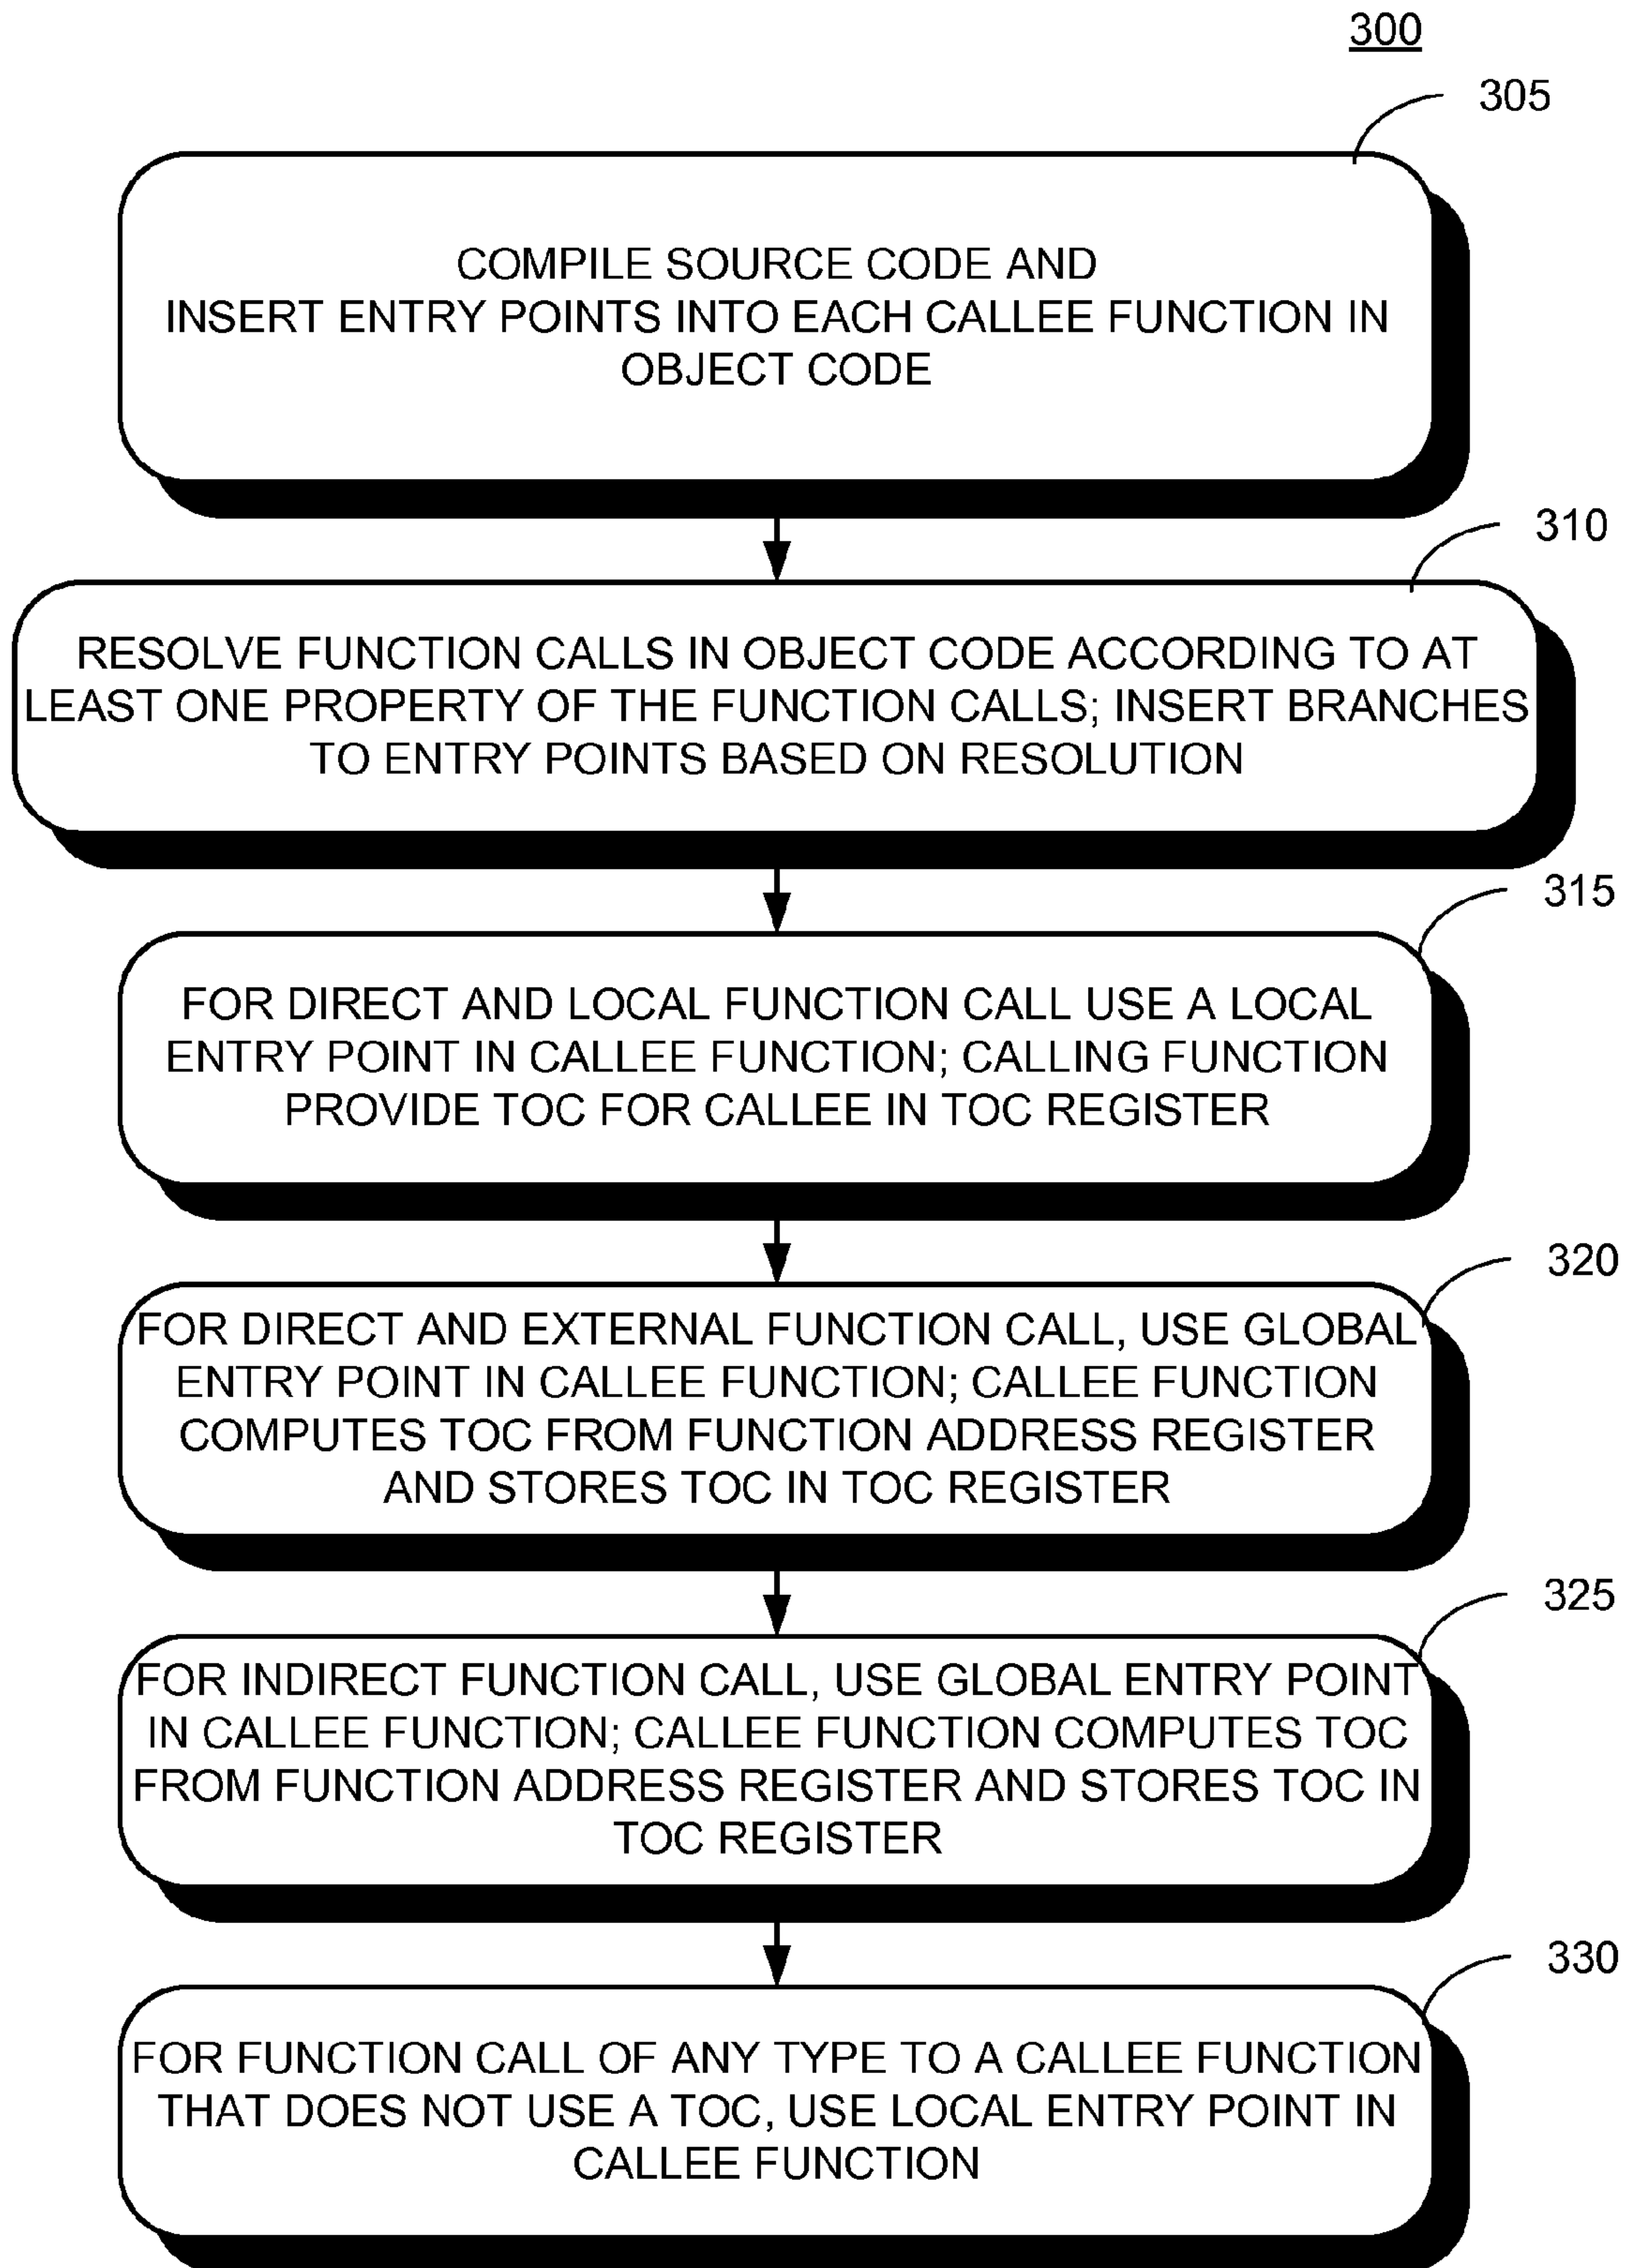 300
305
COMPILE SOURCE CODE AND
INSERT ENTRY POINTS INTO EACH CALLEE FUNCTION IN
OBJECT CODE
310
RESOLVE FUNCTION CALLS IN OBJECT CODE ACCORDING TO AT
LEAST ONE PROPERTY OF THE FUNCTION CALLS; INSERT BRANCHES
TO ENTRY POINTS BASED ON RESOLUTION
315
FOR DIRECT AND LOCAL FUNCTION CALL USE A LOCAL
ENTRY POINT IN CALLEE FUNCTION; CALLING FUNCTION
PROVIDE TOC FOR CALLEE IN TOC REGISTER
320
FOR DIRECT AND EXTERNAL FUNCTION CALL, USE GLOBAL
ENTRY POINT IN CALLEE FUNCTION; CALLEE FUNCTION
COMPUTES TOC FROM FUNCTION ADDRESS REGISTER
AND STORES TOC IN TOC REGISTER
325
FOR INDIRECT FUNCTION CALL, USE GLOBAL ENTRY POINT
IN CALLEE FUNCTION; CALLEE FUNCTION COMPUTES TOC
FROM FUNCTION ADDRESS REGISTER AND STORES TOC IN
TOC REGISTER
330
FOR FUNCTION CALL OF ANY TYPE TO A CALLEE FUNCTION
THAT DOES NOT USE A TOC, USE LOCAL ENTRY POINT IN
CALLEE FUNCTION